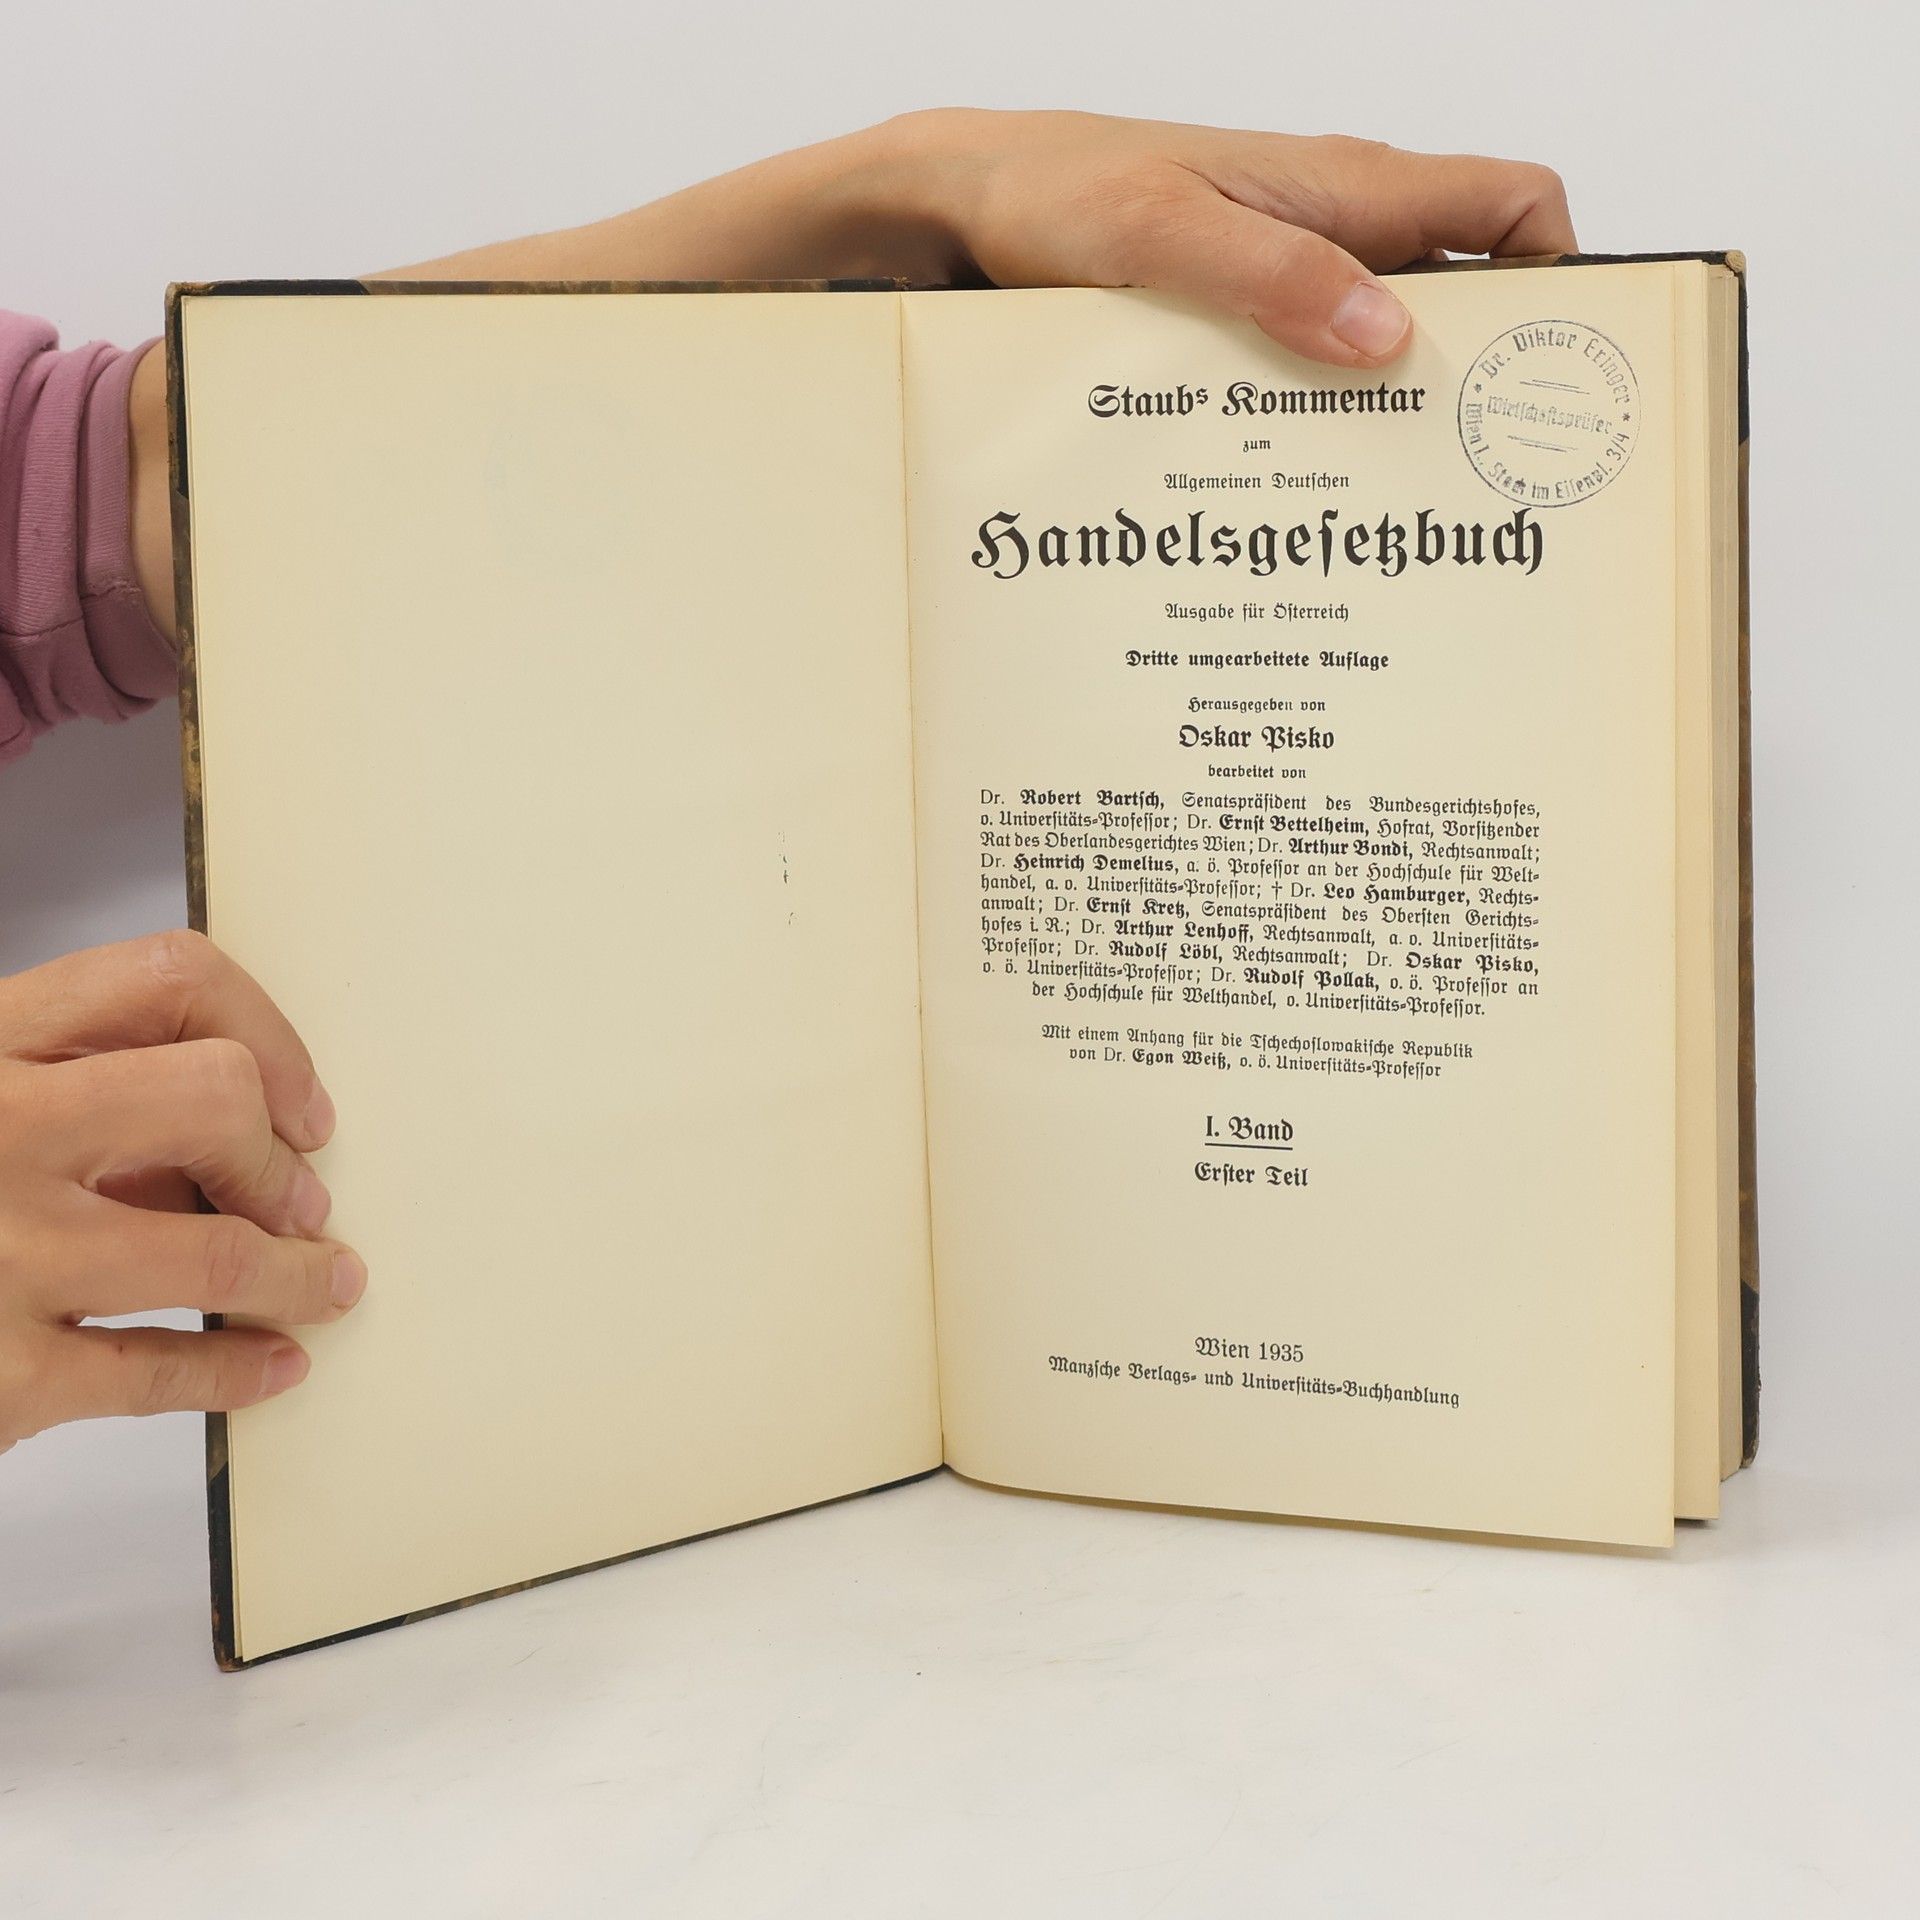 Staubs Kommentar
zum
Allgemeinen Deutſchen
Handelsgeſetzbuch
Ausgabe für Öſterreich
Dritte umgearbeitete Auflage
Herausgegeben von
Oskar Pisko
bearbeitet von
Dr. Robert Bartſch, Senatspräſident des Bundesgerichtshofes,
o. Univerſitäts-Profeſſor; Dr. Ernſt Bettelheim, Hofrat, Vorſitzender
Rat des Oberlandesgerichtes Wien; Dr. Arthur Bondi, Rechtsanwalt;
Dr. Heinrich Demelius, a. ö. Profeſſor an der Hochſchule für Welt-
handel, a. o. Univerſitäts-Profeſſor; † Dr. Leo Hamburger, Rechts-
anwalt; Dr. Ernſt Kretz, Senatspräſident des Oberſten Gerichts-
hofes i. R.; Dr. Arthur Lenhoff, Rechtsanwalt, a. o. Univerſitäts-
Profeſſor; Dr. Rudolf Löbl, Rechtsanwalt; Dr. Oskar Pisko,
o. ö. Univerſitäts-Profeſſor; Dr. Rudolf Pollak, o. ö. Profeſſor an
der Hochſchule für Welthandel, o. Univerſitäts-Profeſſor.
Mit einem Anhang für die Tſchechoſlowakiſche Republik
von Dr. Egon Weiß, o. ö. Univerſitäts-Profeſſor
I. Band
Erſter Teil
Wien 1935
Manzſche Verlags- und Univerſitäts-Buchhandlung
Dr. Viktor Eringer
Wirtſchaftsprüfer
Wien I., Stock im Eiſenpl. 3/4